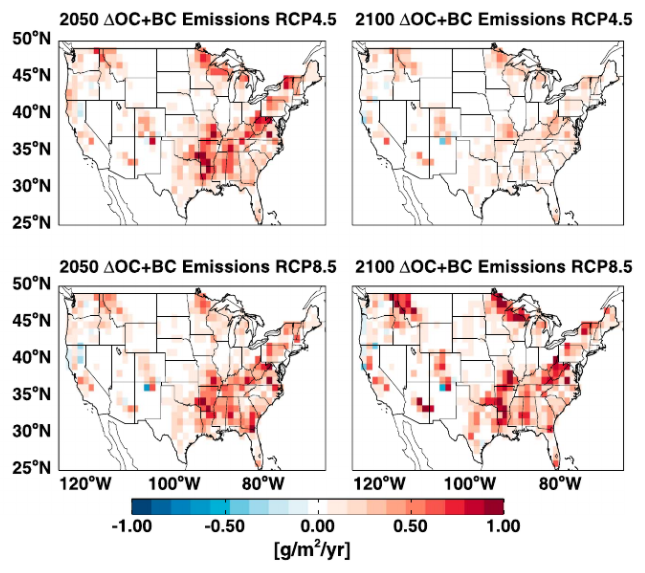 2050 ΔOC+BC Emissions RCP4.5
2100 ΔOC+BC Emissions RCP4.5
50°N
45°N
40°N
35°N
30°N
25°N
2050 ΔOC+BC Emissions RCP8.5
2100 ΔOC+BC Emissions RCP8.5
50°N
45°N
40°N
35°N
30°N
25°N
120°W 100°W 80°W 120°W 100°W 80°W
-1.00 -0.50 0.00 0.50 1.00
[g/m²/yr]